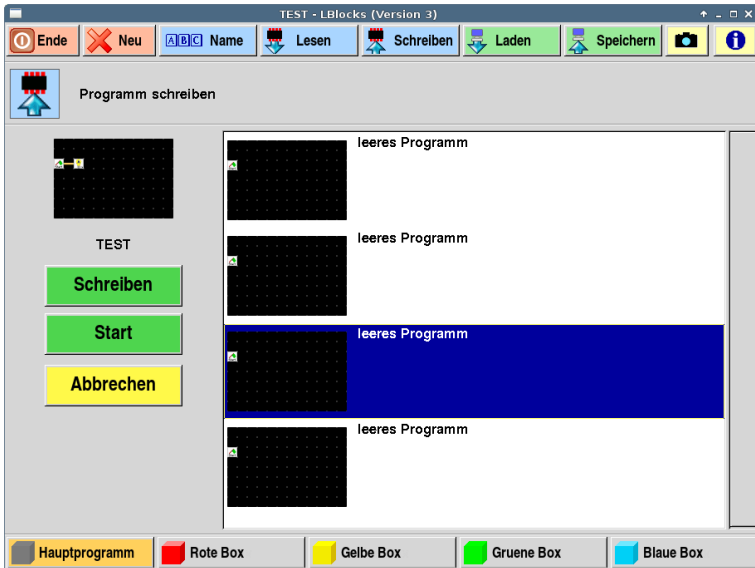 TEST - LBlocks (Version 3)
Ende Neu ABC Name Lesen Schreiben Laden Speichern
Programm schreiben
leeres Programm
TEST
leeres Programm
Schreiben
Start
leeres Programm
Abbrechen
leeres Programm
Hauptprogramm Rote Box Gelbe Box Gruene Box Blaue Box